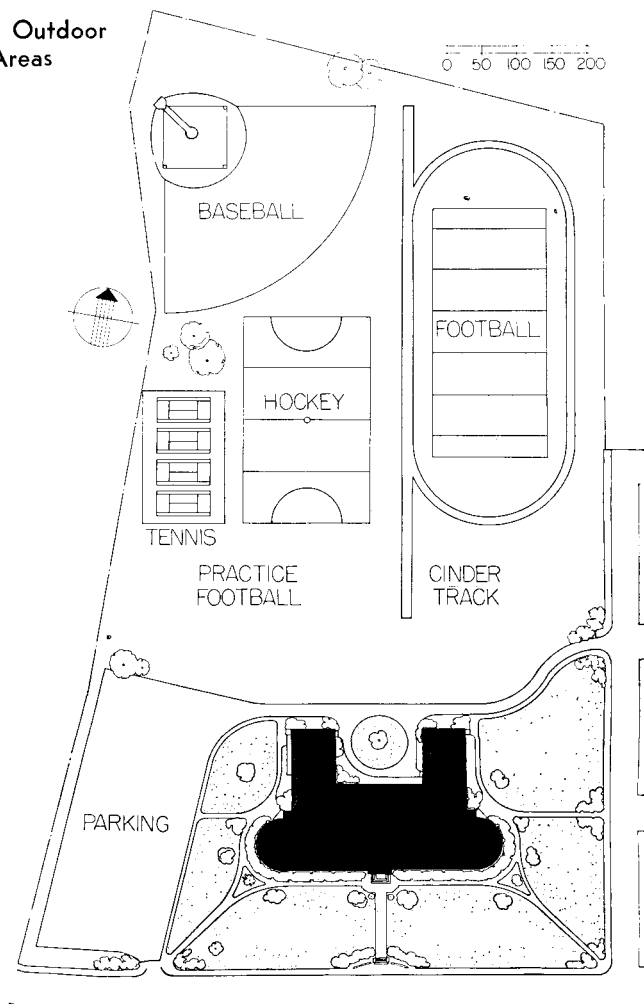 Outdoor
Areas
0 50 100 150 200
BASEBALL
FOOTBALL
HOCKEY
TENNIS
PRACTICE
FOOTBALL
CINDER
TRACK
PARKING